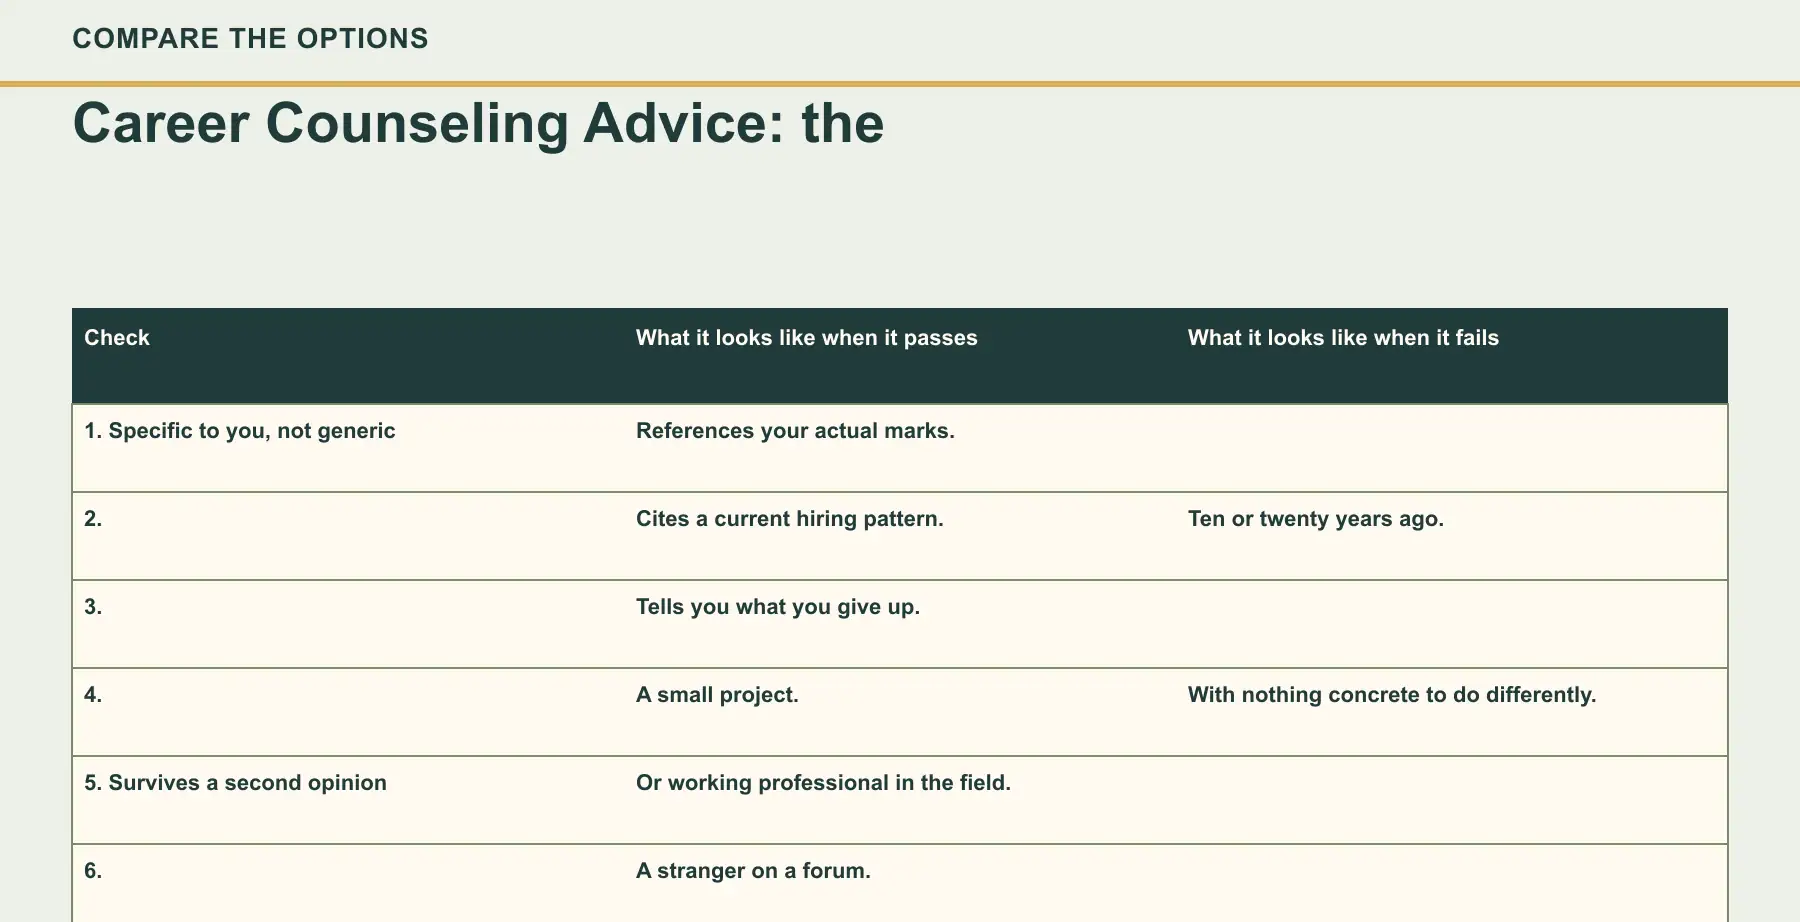 COMPARE THE OPTIONS
Career Counseling Advice: the
Check What it looks like when it passes What it looks like when it fails
1. Specific to you, not generic References your actual marks.
2. Cites a current hiring pattern. Ten or twenty years ago.
3. Tells you what you give up.
4. A small project. With nothing concrete to do differently.
5. Survives a second opinion Or working professional in the field.
6. A stranger on a forum.